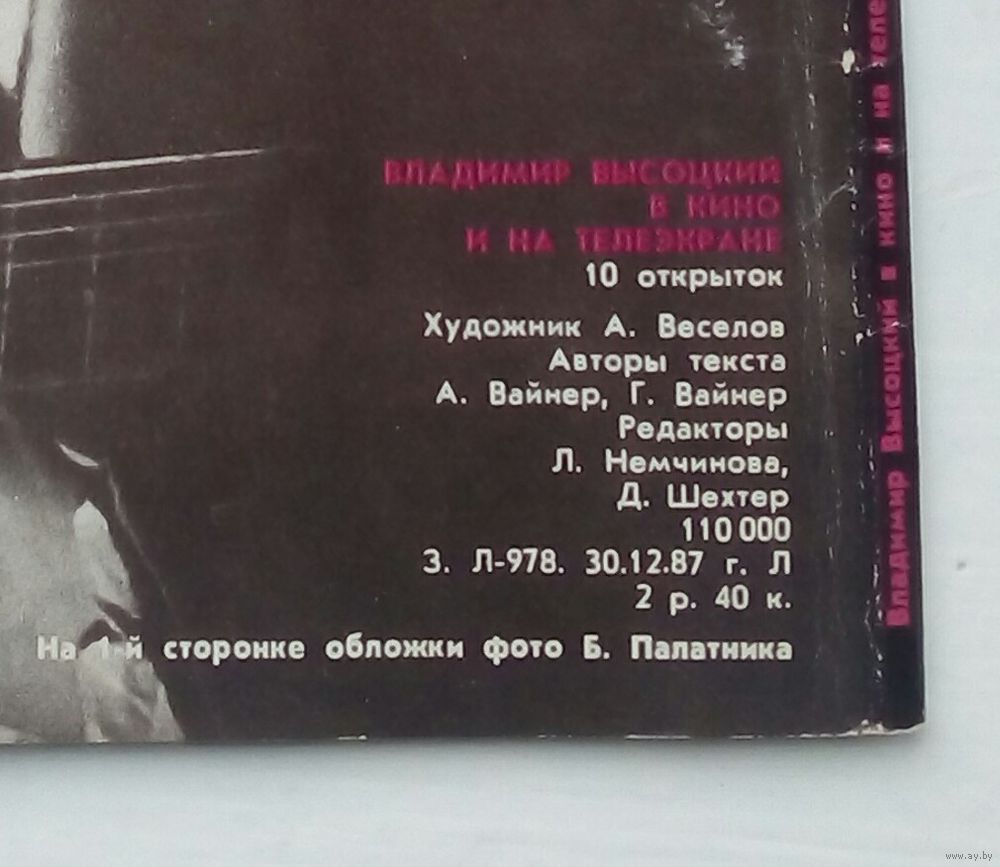 ВЛАДИМИР ВЫСОЦКИЙ
В КИНО
И НА ТЕЛЕЭКРАНЕ
10 открыток
Художник А. Веселов
Авторы текста
А. Вайнер, Г. Вайнер
Редакторы
Л. Немчинова,
Д. Шехтер
110 000
З. Л-978. 30.12.87 г. Л
2 р. 40 к.
На 1-й сторонке обложки фото Б. Палатника
Владимир Высоцкий в кино и на теле
www.ay.by